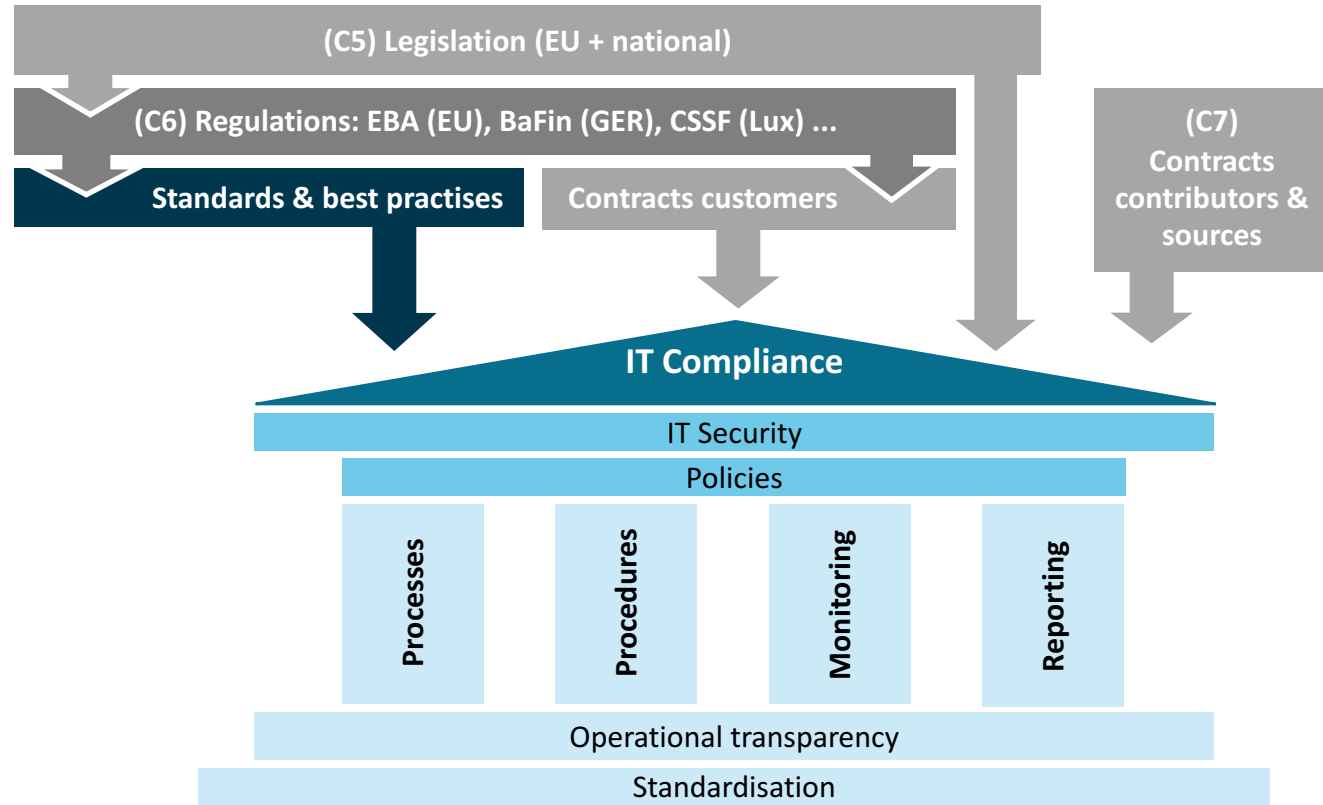 (C5) Legislation (EU + national)
(C6) Regulations: EBA (EU), BaFin (GER), CSSF (Lux) ...
(C7)
Contracts
contributors &
sources
Standards & best practises
Contracts customers
IT Compliance
IT Security
Policies
Processes
Procedures
Monitoring
Reporting
Operational transparency
Standardisation